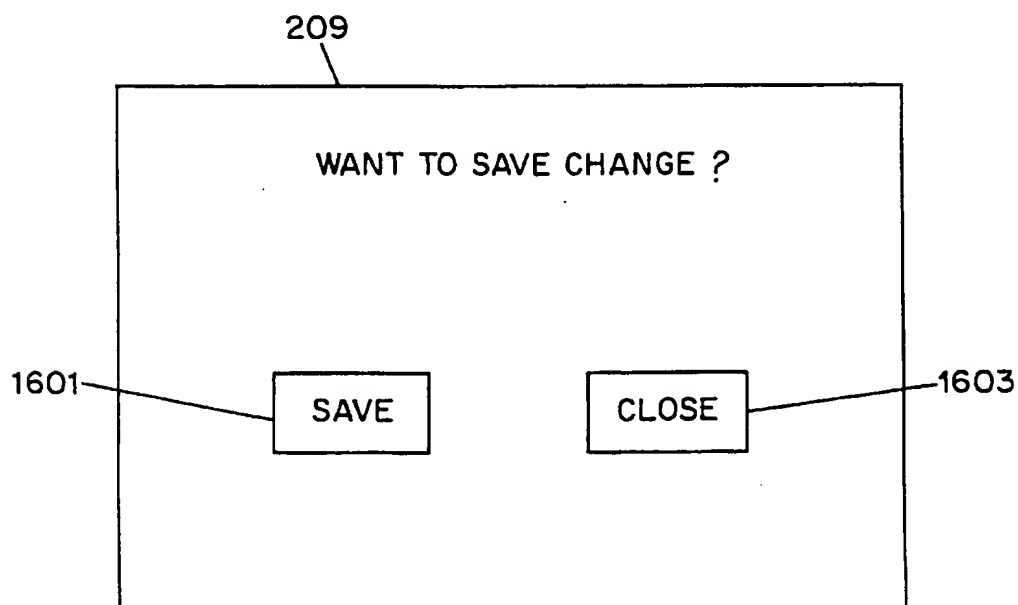 209
WANT TO SAVE CHANGE ?
1601
SAVE
CLOSE
1603